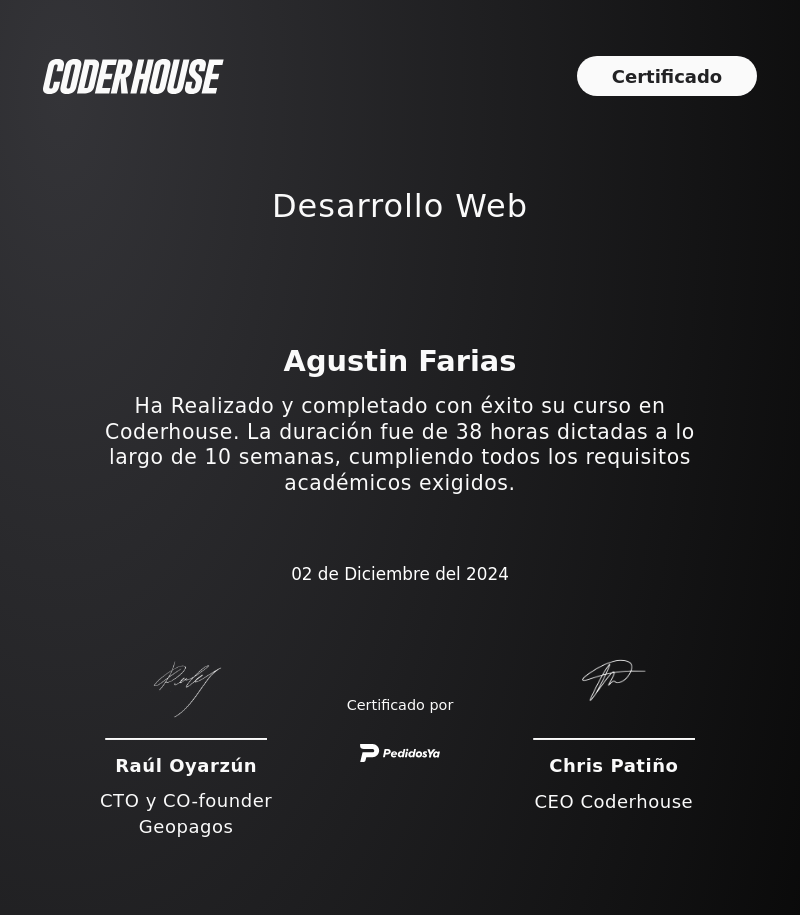 CODERHOUSE
Certificado
Desarrollo Web
Agustin Farias
Ha Realizado y completado con éxito su curso en
Coderhouse. La duración fue de 38 horas dictadas a lo
largo de 10 semanas, cumpliendo todos los requisitos
académicos exigidos.
02 de Diciembre del 2024
Certificado por
PedidosYa
Raúl Oyarzún
CTO y CO-founder
Geopagos
Chris Patiño
CEO Coderhouse